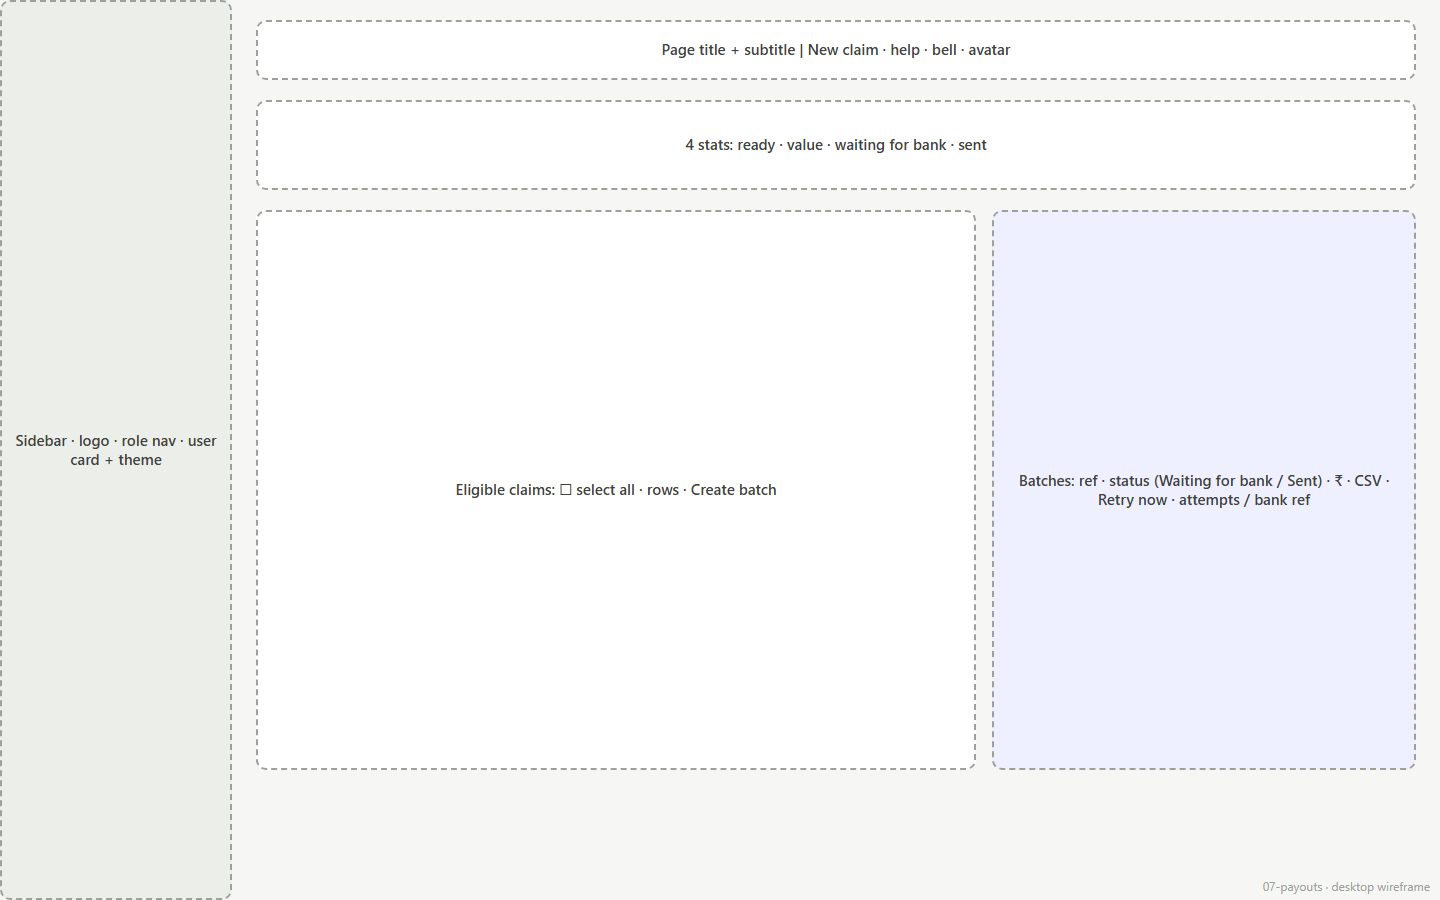 Page title + subtitle | New claim · help · bell · avatar
4 stats: ready · value · waiting for bank · sent
Sidebar · logo · role nav · user
card + theme
Eligible claims: ☐ select all · rows · Create batch
Batches: ref · status (Waiting for bank / Sent) · ₹ · CSV ·
Retry now · attempts / bank ref
07-payouts · desktop wireframe